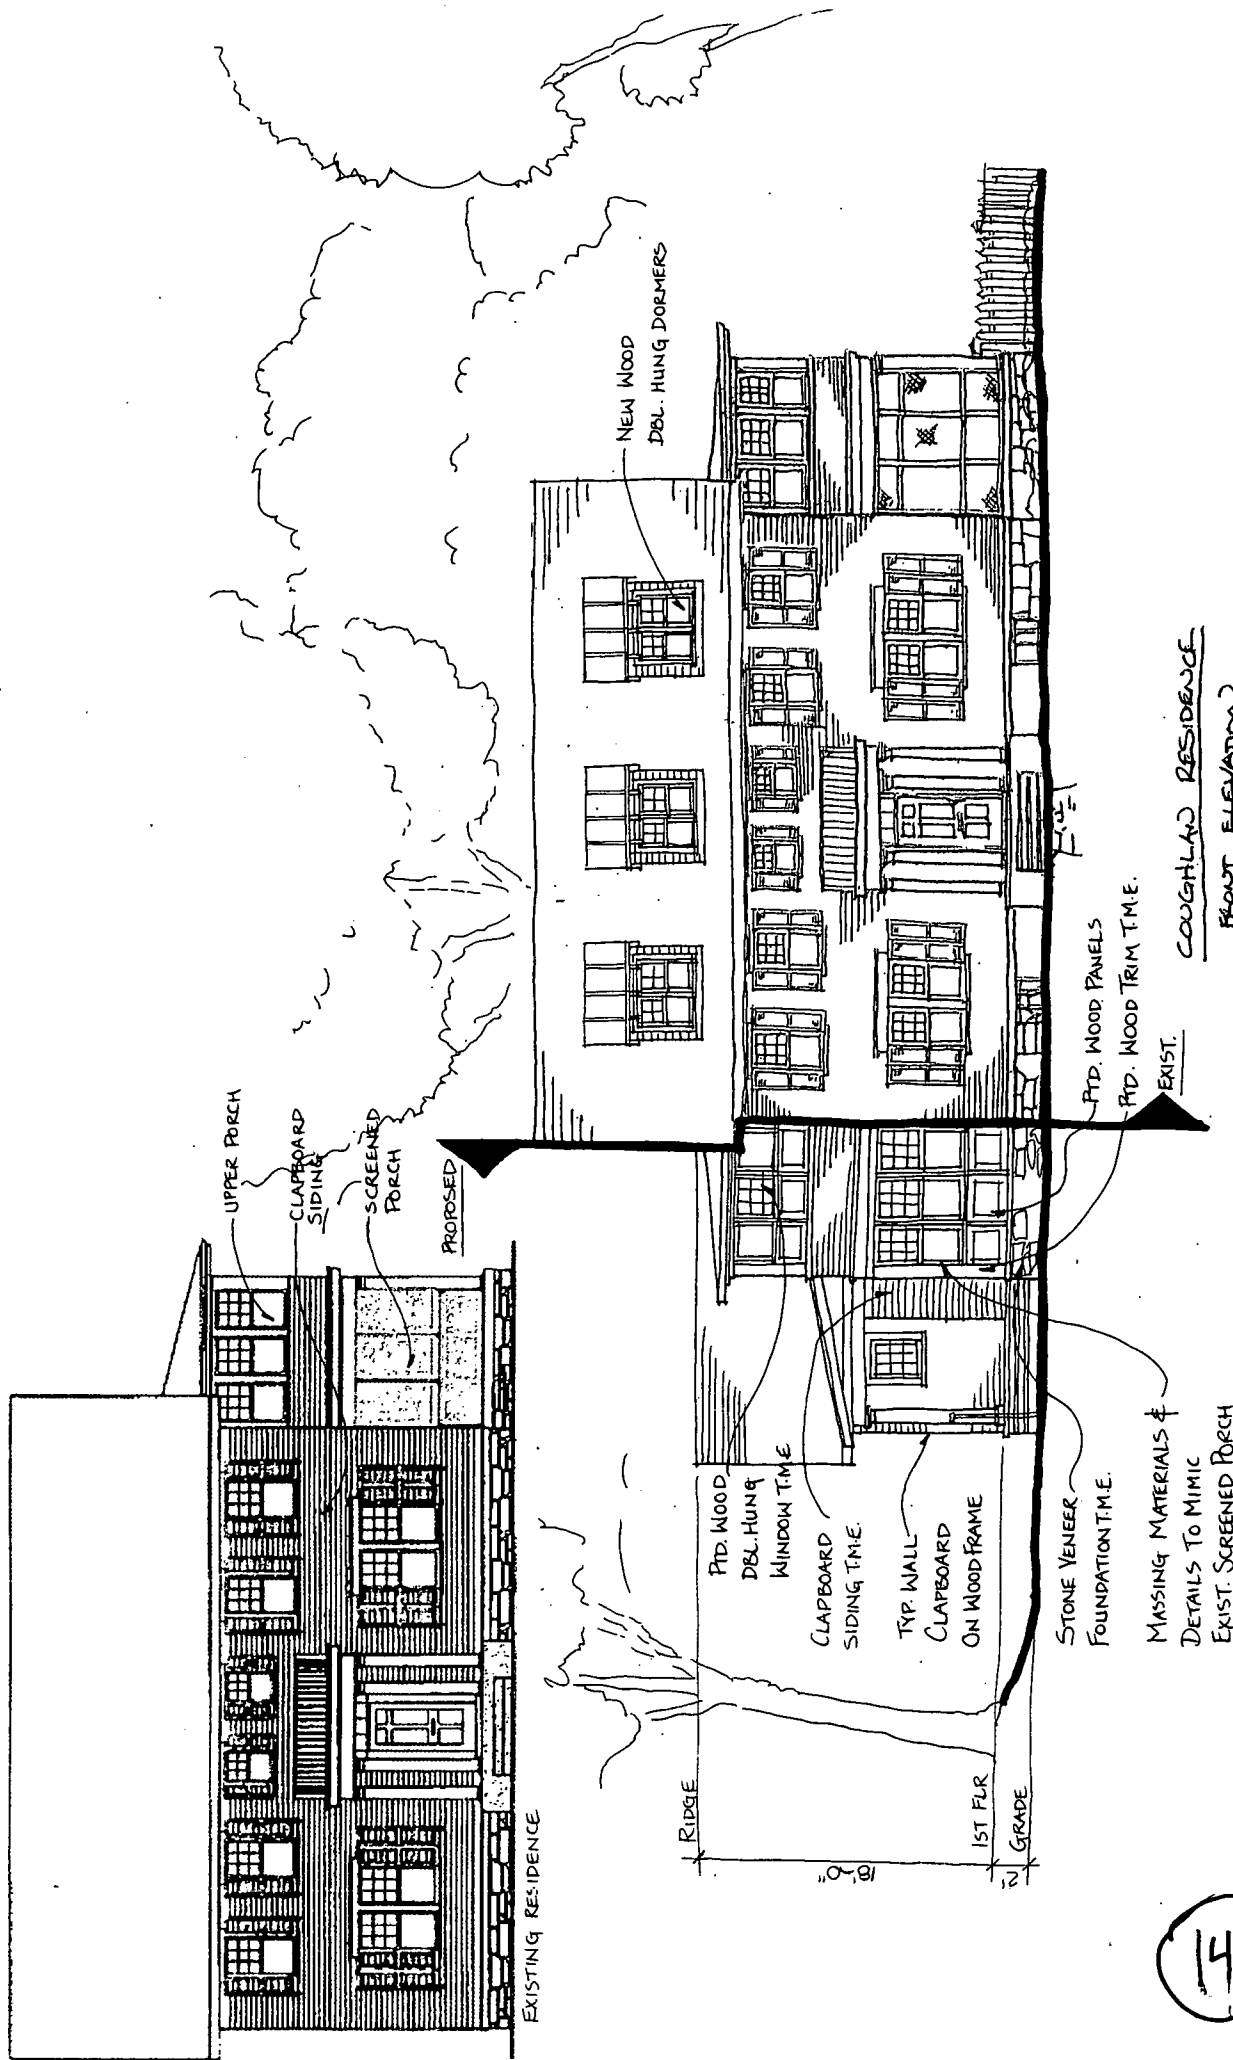 UPPER PORCH
CLAPBOARD
SIDING
SCREENED
PORCH
EXISTING RESIDENCE
PROPOSED
NEW WOOD
DBL. HUNG DORMERS
RIDGE
18'-0"
1ST FLR
2'
GRADE
PTD. WOOD
DBL. HUNG
WINDOW T.M.E
CLAPBOARD
SIDING T.M.E.
TYP. WALL
CLAPBOARD
ON WOOD FRAME
STONE VENEER
FOUNDATION T.M.E.
MASSING MATERIALS &
DETAILS TO MIMIC
EXIST. SCREENED PORCH
PTD. WOOD PANELS
PTD. WOOD TRIM T.M.E.
EXIST.
COUGHLAN RESIDENCE
FRONT ELEVATION